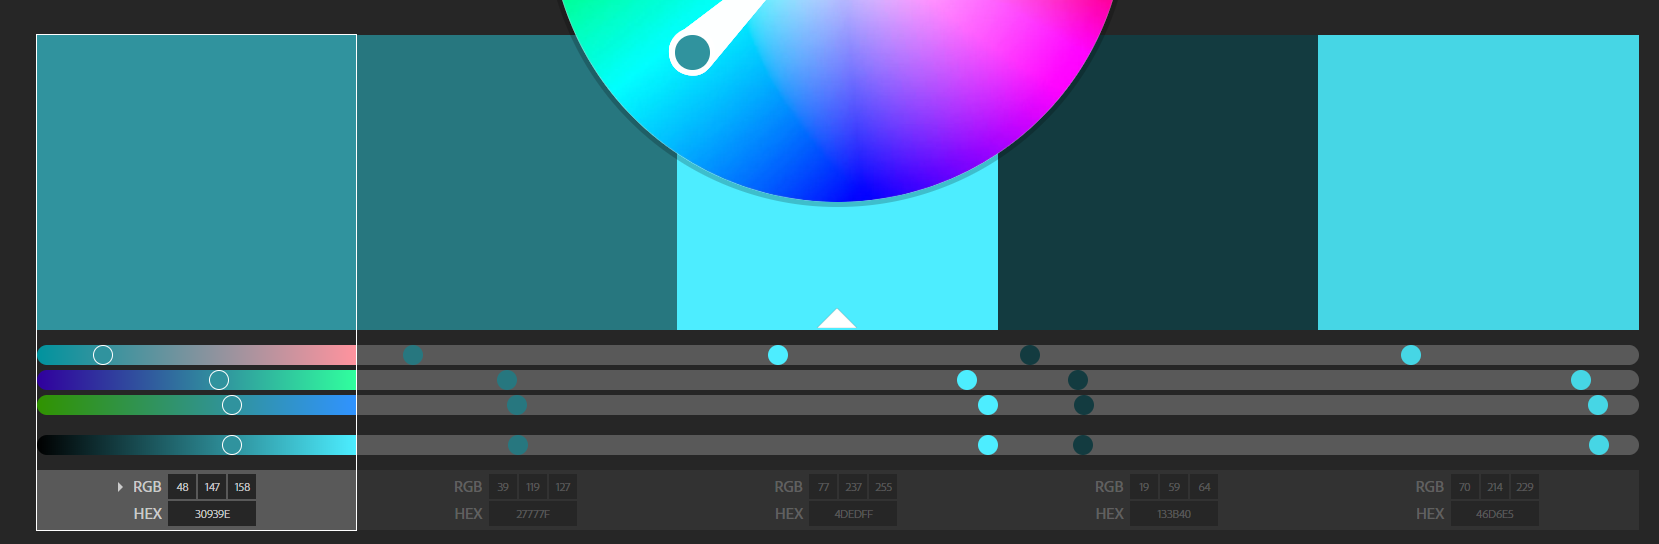 RGB 48 147 158 RGB 39 119 127 RGB 77 237 255 RGB 19 59 64 RGB 70 214 229
HEX 30939E HEX 27777F HEX 4DEDFF HEX 133B40 HEX 46D6E5